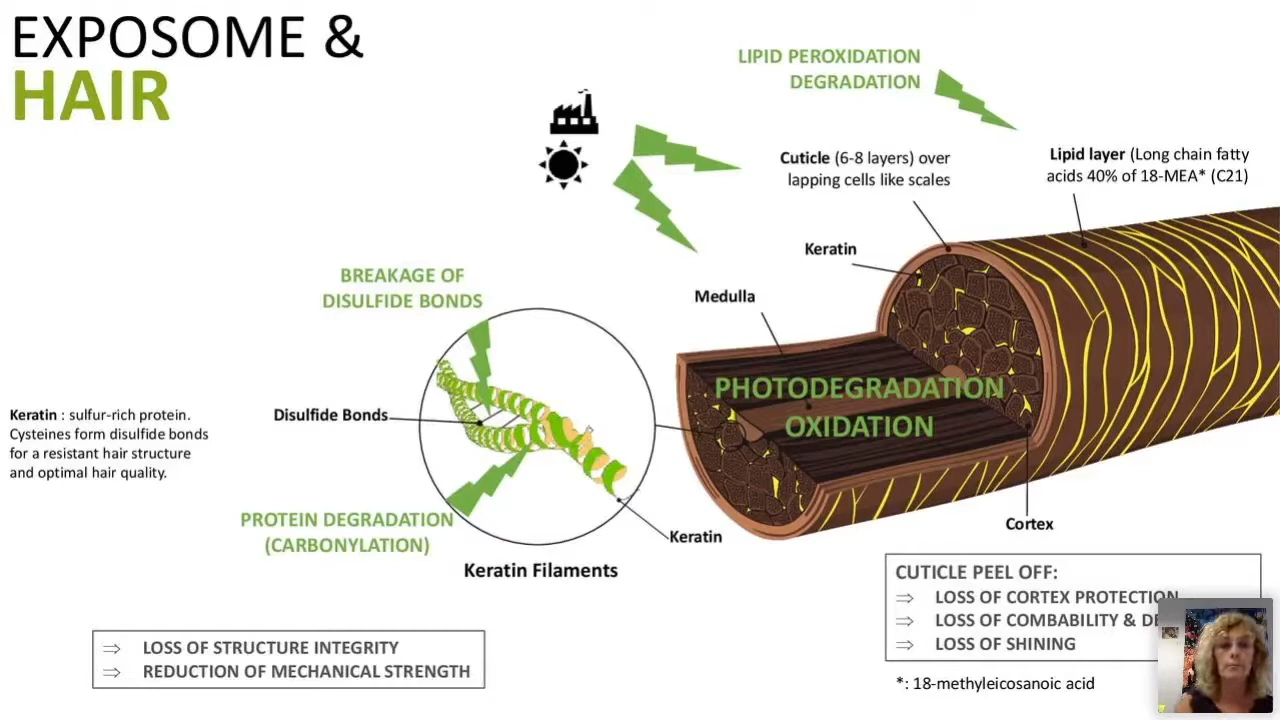 EXPOSOME &
HAIR
LIPID PEROXIDATION
DEGRADATION
Cuticle (6-8 layers) over
lapping cells like scales
Lipid layer (Long chain fatty
acids 40% of 18-MEA* (C21)
Keratin
Medulla
BREAKAGE OF
DISULFIDE BONDS
PHOTODEGRADATION
OXIDATION
Disulfide Bonds
Keratin : sulfur-rich protein.
Cysteines form disulfide bonds
for a resistant hair structure
and optimal hair quality.
PROTEIN DEGRADATION
(CARBONYLATION)
Keratin
Cortex
Keratin Filaments
CUTICLE PEEL OFF:
⇒ LOSS OF CORTEX PROTECTION
⇒ LOSS OF COMBABILITY &
⇒ LOSS OF SHINING
⇒ LOSS OF STRUCTURE INTEGRITY
⇒ REDUCTION OF MECHANICAL STRENGTH
*: 18-methyleicosanoic acid